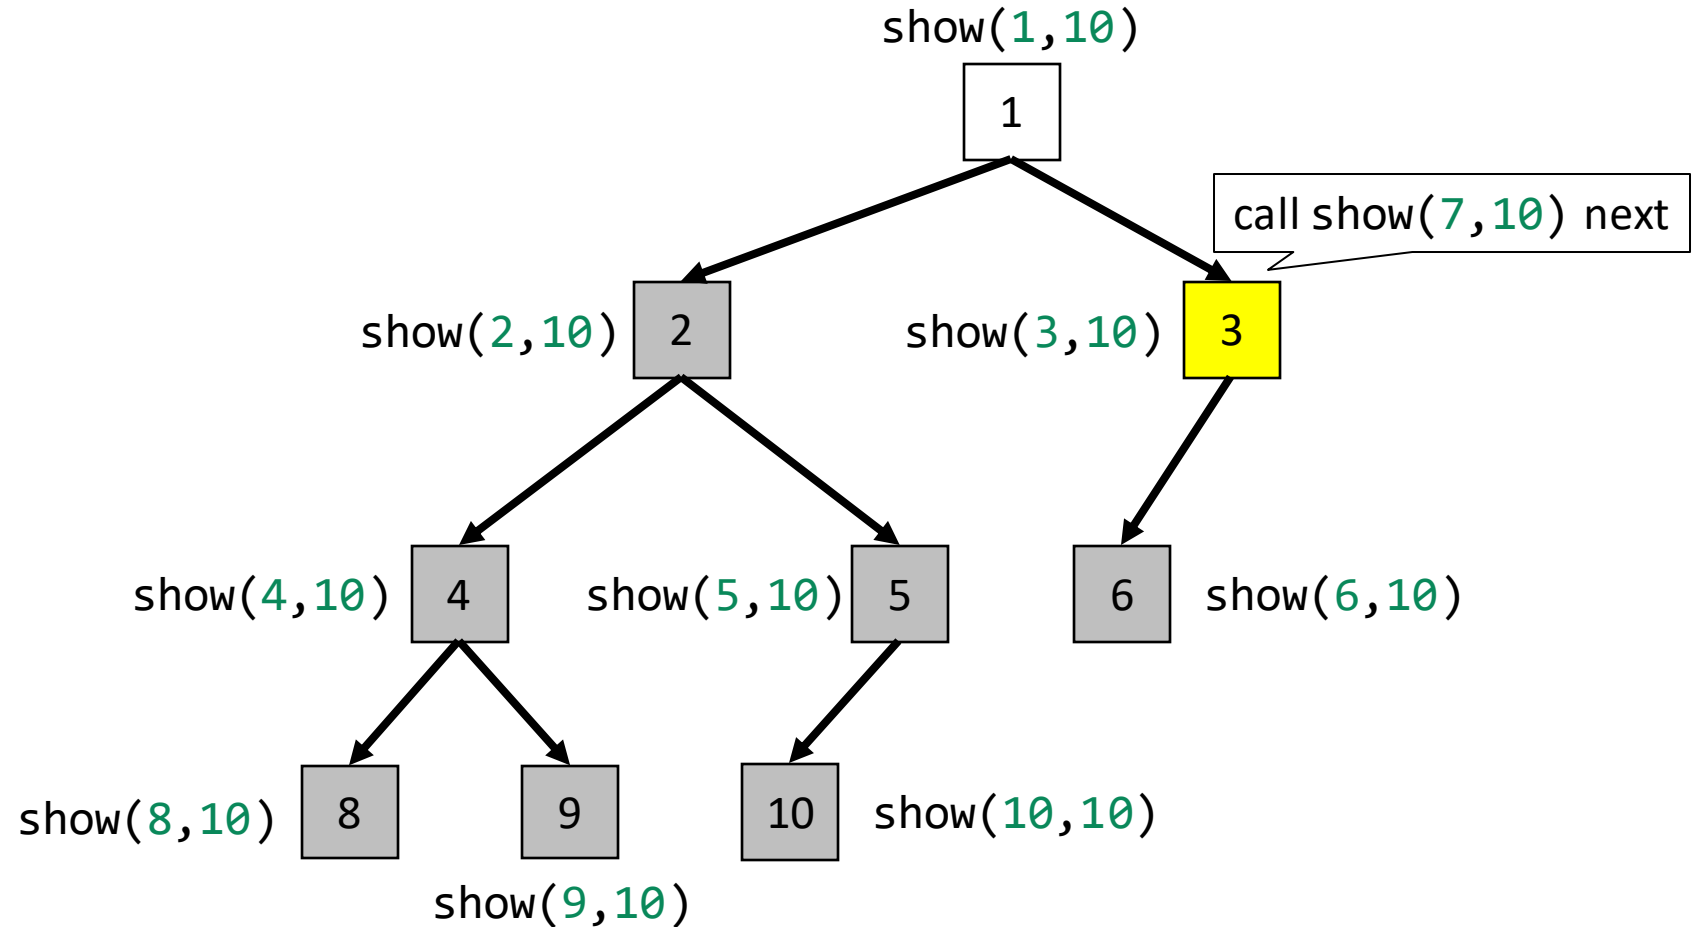 show(1,10)
1
call show(7,10) next
show(2,10)
2
show(3,10)
3
show(4,10)
4
show(5,10)
5
6
show(6,10)
show(8,10)
8
9
10
show(10,10)
show(9,10)